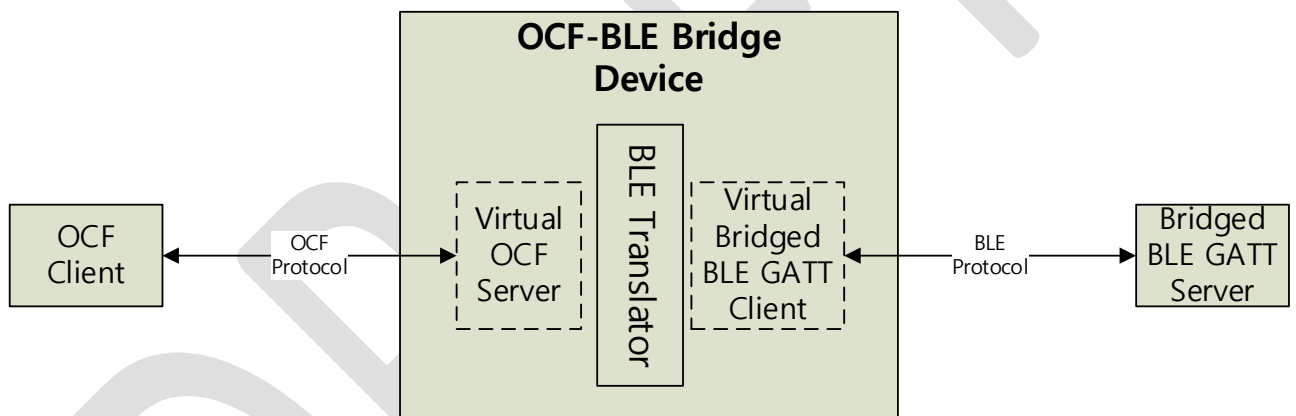 OCF-BLE Bridge
Device
OCF
Client
OCF
Protocol
Virtual
OCF
Server
BLE Translator
Virtual
Bridged
BLE GATT
Client
BLE
Protocol
Bridged
BLE GATT
Server